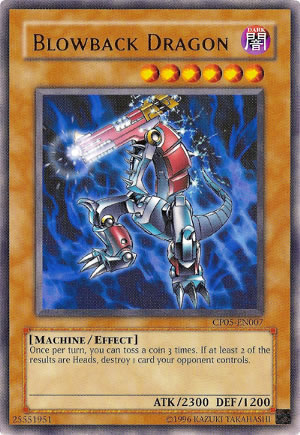 BLOWBACK DRAGON
DARK
闇
CP05-EN007
[MACHINE / EFFECT]
Once per turn, you can toss a coin 3 times. If at least 2 of the
results are Heads, destroy 1 card your opponent controls.
ATK/2300 DEF/1200
25551951
©1996 KAZUKI TAKAHASHI